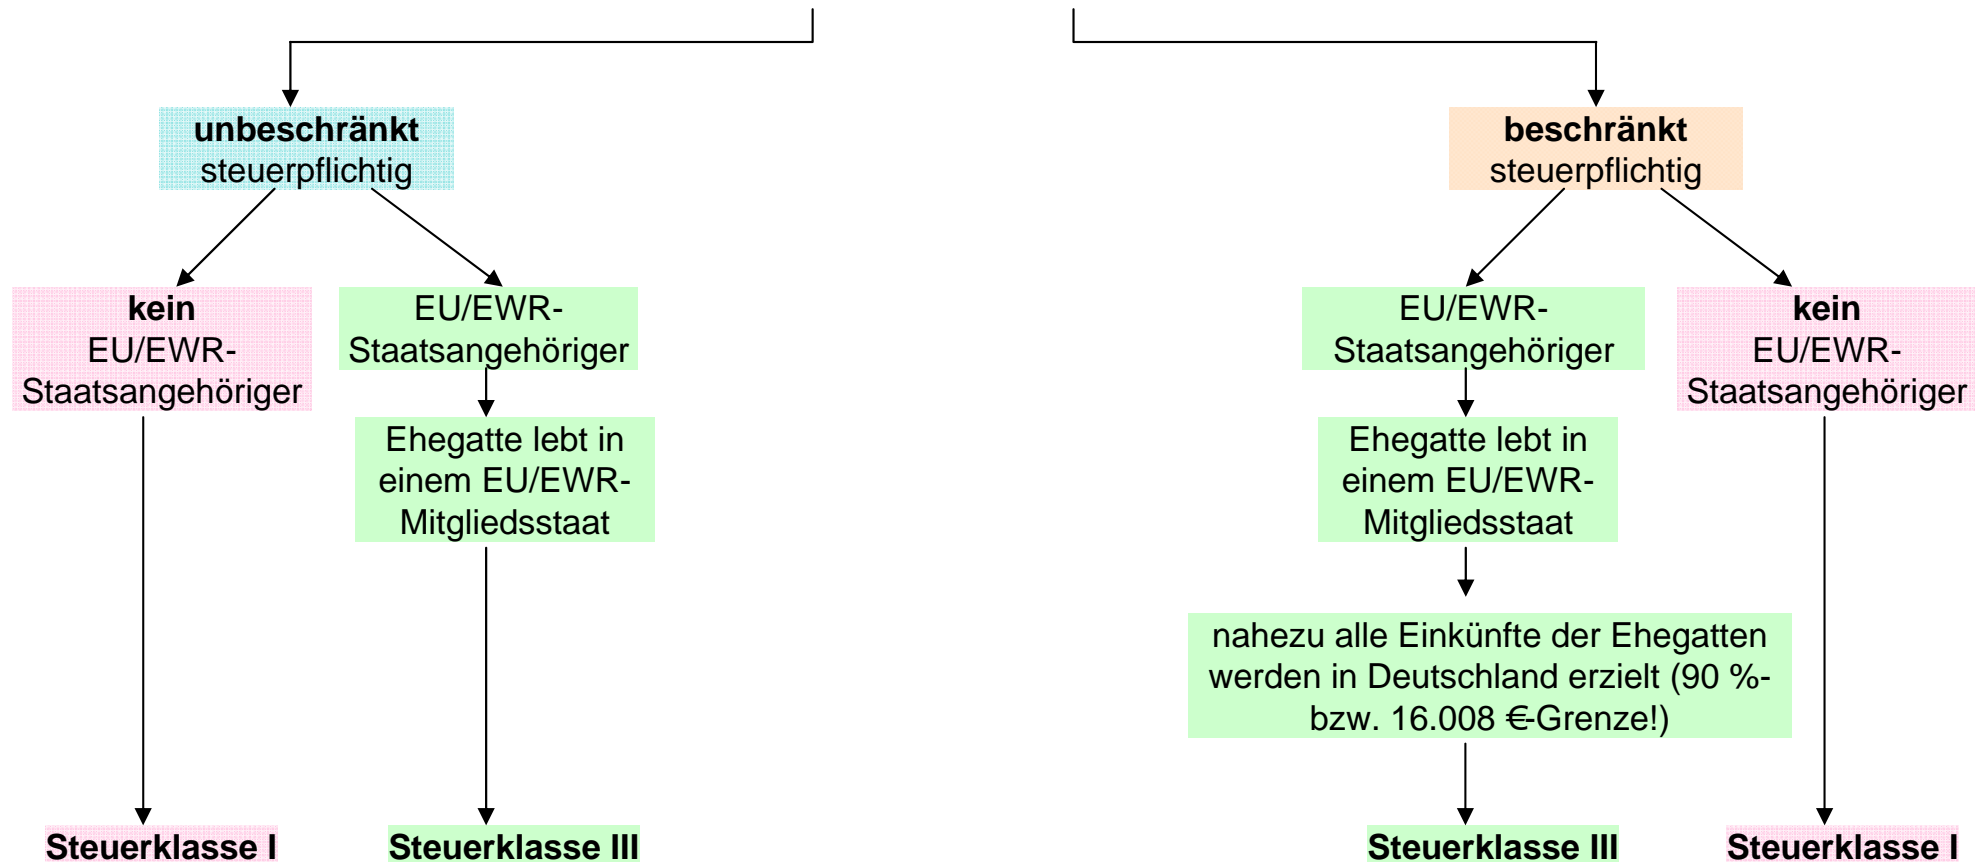 unbeschränkt
steuerpflichtig
beschränkt
steuerpflichtig
kein
EU/EWR-
Staatsangehöriger
EU/EWR-
Staatsangehöriger
EU/EWR-
Staatsangehöriger
kein
EU/EWR-
Staatsangehöriger
Ehegatte lebt in
einem EU/EWR-
Mitgliedsstaat
Ehegatte lebt in
einem EU/EWR-
Mitgliedsstaat
nahezu alle Einkünfte der Ehegatten
werden in Deutschland erzielt (90 %-
bzw. 16.008 €-Grenze!)
Steuerklasse I
Steuerklasse III
Steuerklasse III
Steuerklasse I